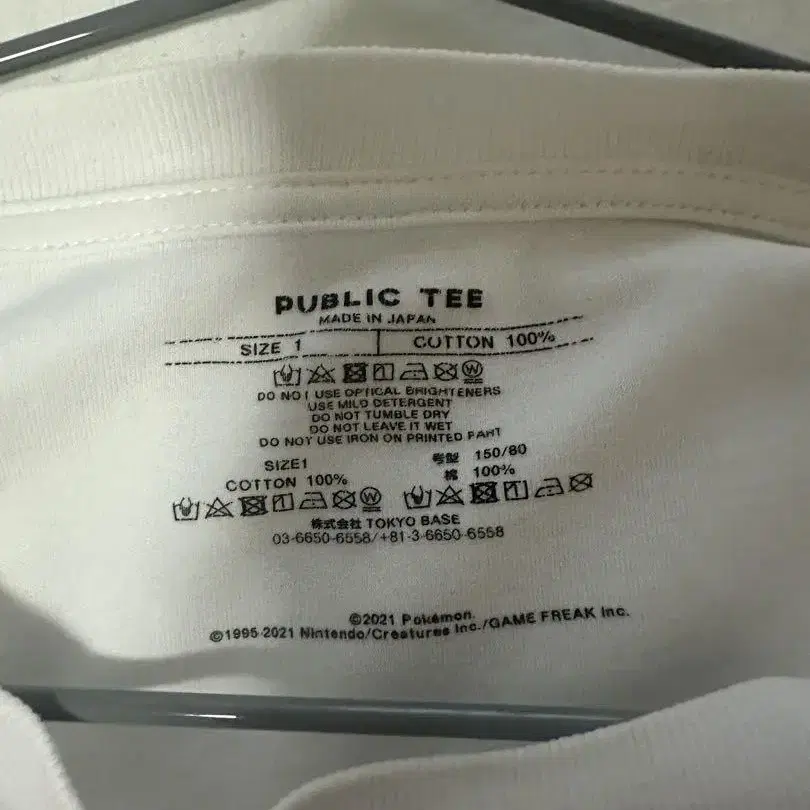 PUBLIC TEE
MADE IN JAPAN
SIZE 1 COTTON 100%
DO NOT USE OPTICAL BRIGHTENERS
USE MILD DETERGENT
DO NOT TUMBLE DRY
DO NOT LEAVE IT WET
DO NOT USE IRON ON PRINTED PART
SIZE1 号型 150/80
COTTON 100% 棉 100%
株式会社 TOKYO BASE
03-6650-6558/+81-3-6650-6558
©2021 Pokémon.
©1995-2021 Nintendo/Creatures Inc./GAME FREAK Inc.